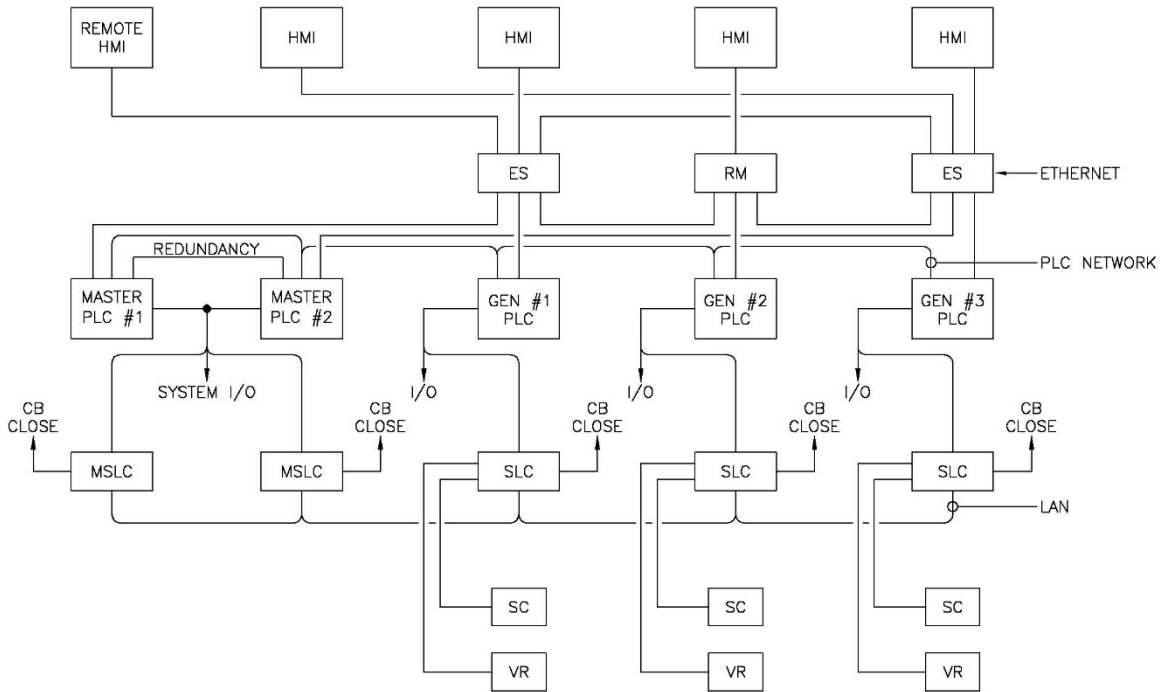 REMOTE
HMI
HMI
HMI
HMI
HMI
ES
RM
ES
ETHERNET
REDUNDANCY
PLC NETWORK
MASTER
PLC #1
MASTER
PLC #2
GEN #1
PLC
GEN #2
PLC
GEN #3
PLC
SYSTEM I/O
I/O
I/O
I/O
CB
CLOSE
CB
CLOSE
CB
CLOSE
CB
CLOSE
CB
CLOSE
MSLC
MSLC
SLC
SLC
SLC
LAN
SC
SC
SC
VR
VR
VR